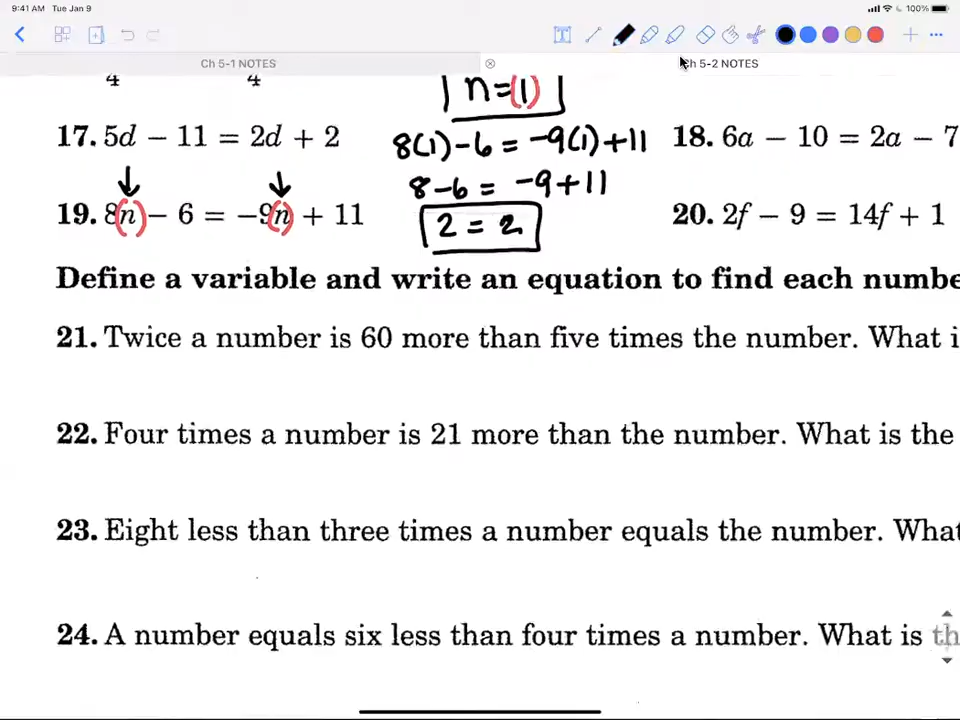 9:41 AM Tue Jan 9
100%
Ch 5-1 NOTES
Ch 5-2 NOTES
4 4
n=(1)
17. 5d − 11 = 2d + 2
8(1)-6 = -9(1)+11
18. 6a − 10 = 2a − 7
8-6 = -9+11
19. 8(n) − 6 = −9(n) + 11
2 = 2
20. 2f − 9 = 14f + 1
Define a variable and write an equation to find each numbe
21. Twice a number is 60 more than five times the number. What i
22. Four times a number is 21 more than the number. What is the
23. Eight less than three times a number equals the number. What
24. A number equals six less than four times a number. What is th